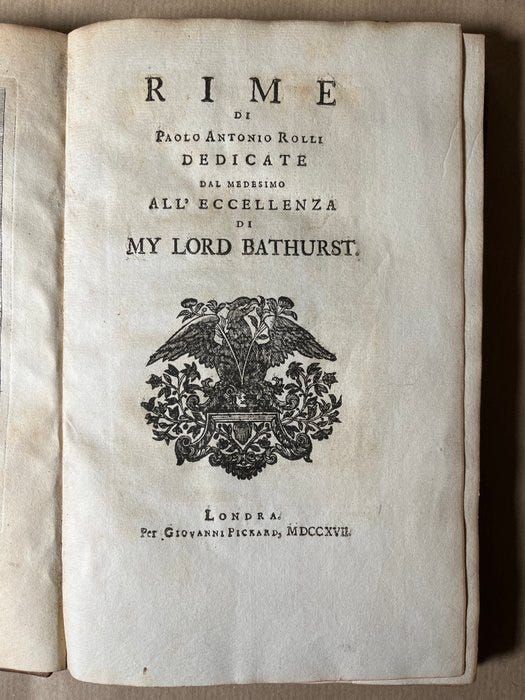 RIME
DI
PAOLO ANTONIO ROLLI
DEDICATE
DAL MEDESIMO
ALL' ECCELLENZA
DI
MY LORD BATHURST.
LONDRA.
Per GIOVANNI PICKARD, MDCCXVII.